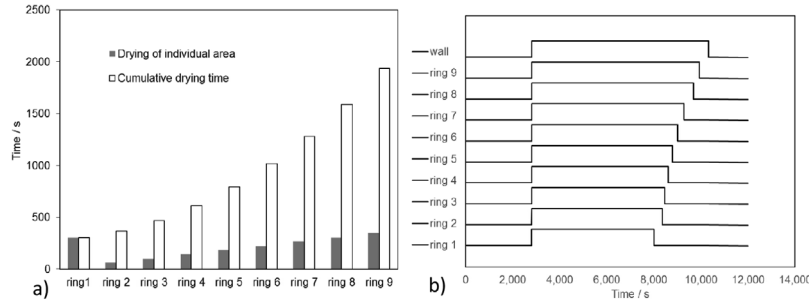 2500
2000
1500
1000
500
0
Time / s
Drying of individual area
Cumulative drying time
ring1 ring 2 ring 3 ring 4 ring 5 ring 6 ring 7 ring 8 ring 9
a)
wall
ring 9
ring 8
ring 7
ring 6
ring 5
ring 4
ring 3
ring 2
ring 1
0 2,000 4,000 6,000 8,000 10,000 12,000 14,000
Time / s
b)